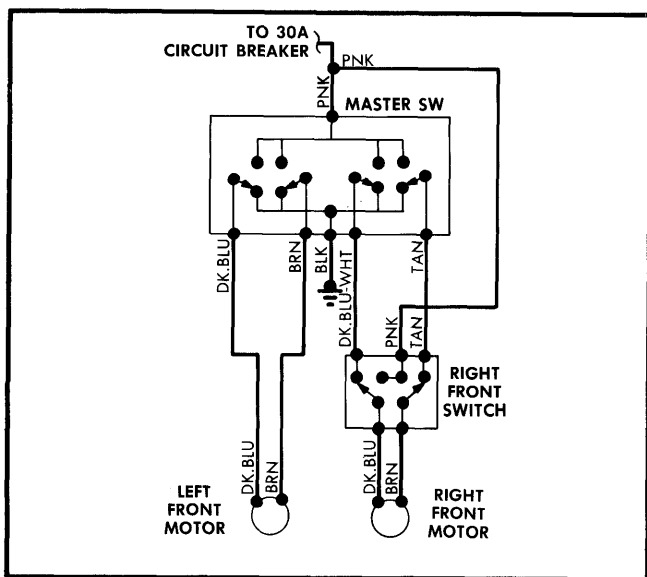 TO 30A
CIRCUIT BREAKER
PNK
PNK
MASTER SW
DK.BLU
BRN
BLK
DK.BLU-WHT
TAN
PNK
TAN
RIGHT
FRONT
SWITCH
DK.BLU
BRN
DK.BLU
BRN
LEFT
FRONT
MOTOR
RIGHT
FRONT
MOTOR